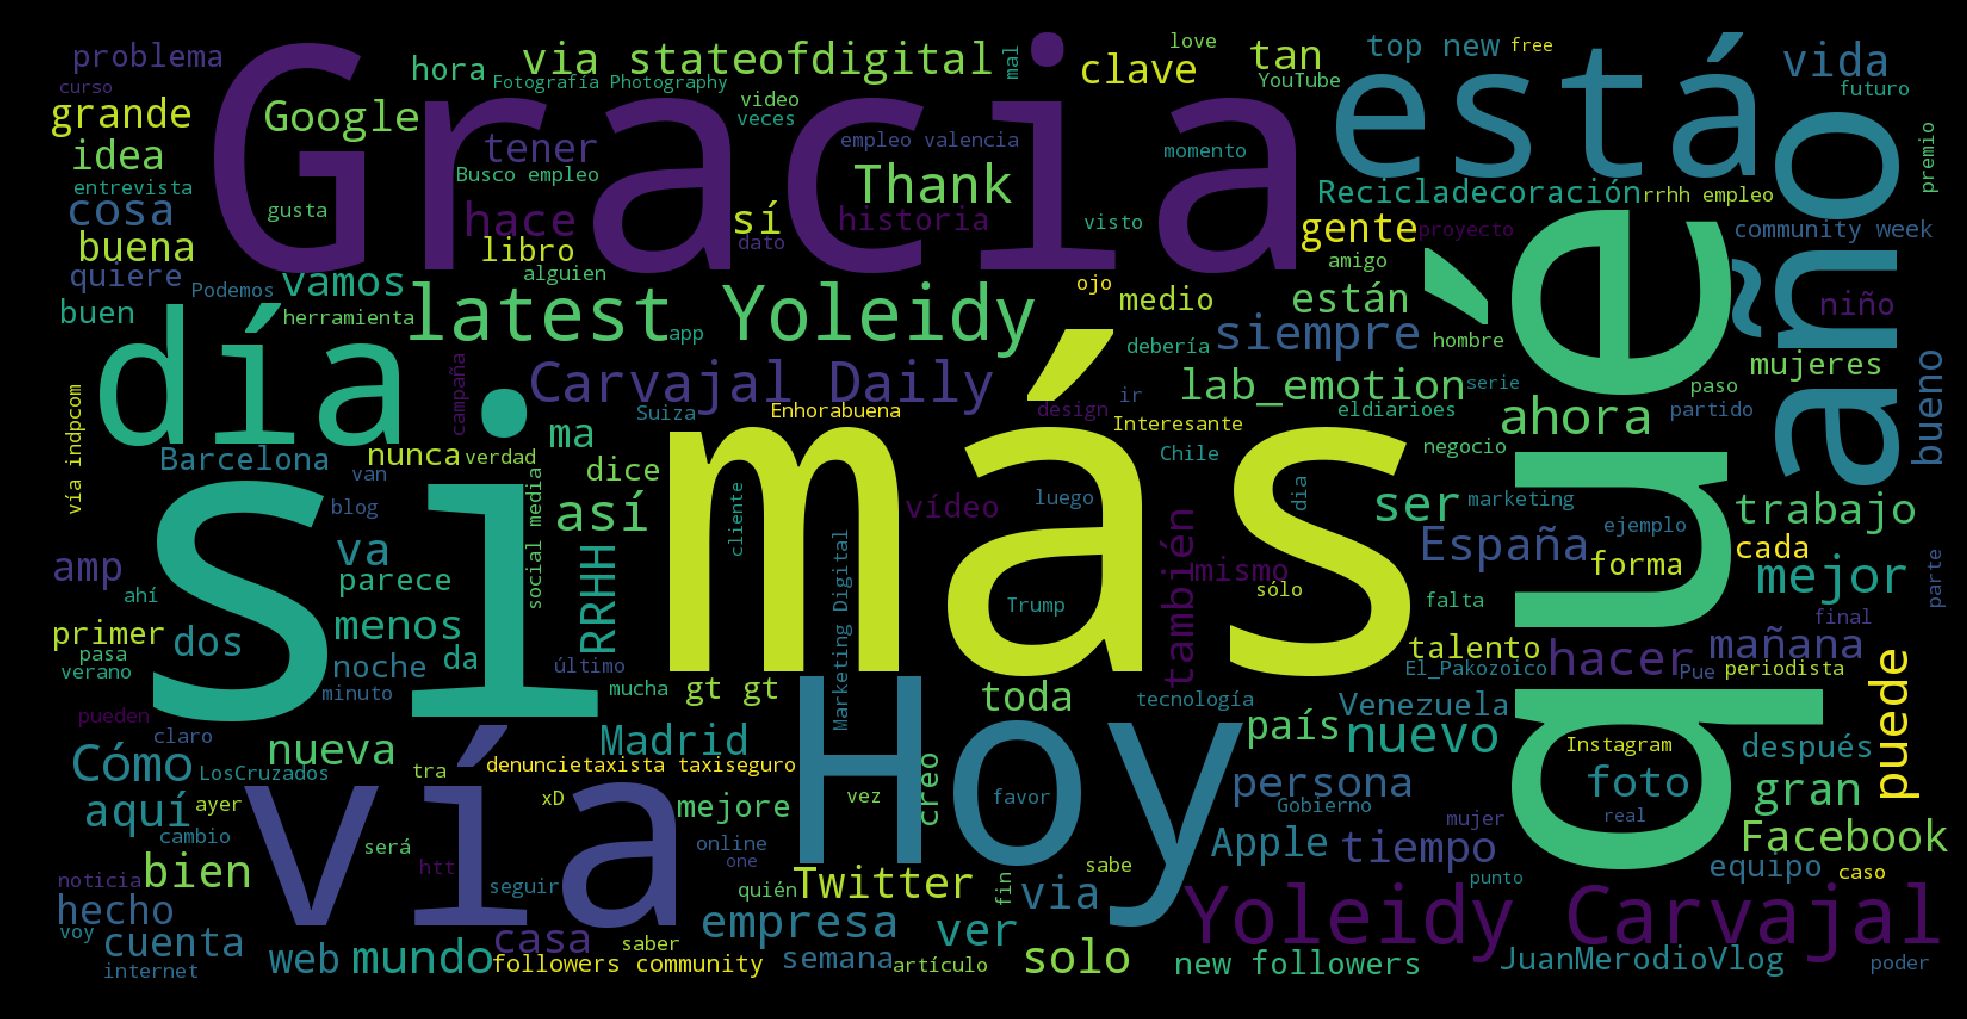 problema
curso
grande
idea
entrevista
cosa
buena
quiere
buen
Gracia
hora
via stateofdigital
Fotografía Photography
Google
tener
Busco empleo
gusta
hace
libro
alguien
Podemos
vamos
herramienta
mal
video
veces
empleo valencia
Thank
sí
historia
dato
love
clave
tan
YouTube
momento
visto
top new
free
está
vida
futuro
premio
año
Recicladecoración
rrhh empleo
gente
proyecto
community week
amigo
ojo
medio
están
niño
siempre
hombre
debería
mujeres
bueno
latest Yoleidy
app
día
Carvajal Daily
Suiza
Enhorabuena
design
ir
Interesante
lab_emotion
serie
paso
eldiarioes
ahora
partido
negocio
qué
campaña
ma
Barcelona
nunca
verdad
van
dice
Chile
vía indpcom
blog
así
social media
si
más
cliente
vídeo
luego
día
ser
marketing
trabajo
España
ejemplo
cada
forma
mejor
parte
amp
ahí
va
parece
RRHH
Marketing Digital
también
mismo
sólo
Trump
falta
final
primer
pasa
verano
dos
menos
noche
da
último
minuto
mucha
gt gt
toda
tecnología
talento
El_Pakozoico
hacer
Pue
mañana
periodista
puede
pueden
claro
Cómo
LosCruzados
nueva
tra
Madrid
denuncietaxista taxiseguro
Hoy
país
Venezuela
nuevo
Instagram
después
aquí
ayer
cambio
vía
xD
mejore
vez
creo
favor
persona
Gobierno
foto
real
gran
será
bien
htt
online
one
Apple
tiempo
mujer
Facebook
equipo
caso
noticia
hecho
voy
cuenta
internet
seguir
quién
Twitter
fin
via
sabe
punto
web
mundo
casa
saber
followers community
empresa
semana
artículo
ver
solo
Yoleidy Carvajal
new followers
JuanMerodioVlog
poder